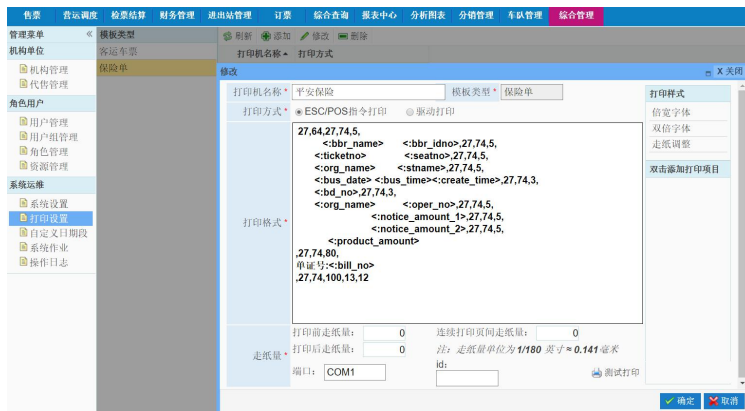 售票 营运调度 检票结算 财务管理 进出站管理 订票 综合查询 报表中心 分析图表 分销管理 车队管理 综合管理
管理菜单 «
机构单位
机构管理
代售管理
角色用户
用户管理
用户组管理
角色管理
资源管理
系统运维
系统设置
打印设置
自定义日期段
系统作业
操作日志
模板类型
客运车票
保险单
刷新 添加 修改 删除
打印机名称 打印方式
修改 X 关闭
打印机名称* 平安保险 模板类型* 保险单
打印方式* ESC/POS指令打印 驱动打印
打印格式*
27,64,27,74,5,
<:bbr_name> <:bbr_idno>,27,74,5,
<:ticketno> <:seatno>,27,74,5,
<:org_name> <:stname>,27,74,5,
<:bus_date> <:bus_time><:create_time>,27,74,3,
<:bd_no>,27,74,3,
<:org_name> <:oper_no>,27,74,5,
<:notice_amount_1>,27,74,5,
<:notice_amount_2>,27,74,5,
<:product_amount>
,27,74,80,
单证号:<:bill_no>
,27,74,100,13,12
走纸量*
打印前走纸量: 0 连续打印页间走纸量: 0
打印后走纸量: 0 注: 走纸量单位为1/180 英寸≈0.141毫米
端口: COM1 id: 测试打印
打印样式
倍宽字体
双倍字体
走纸调整
双击添加打印项目
确定 取消